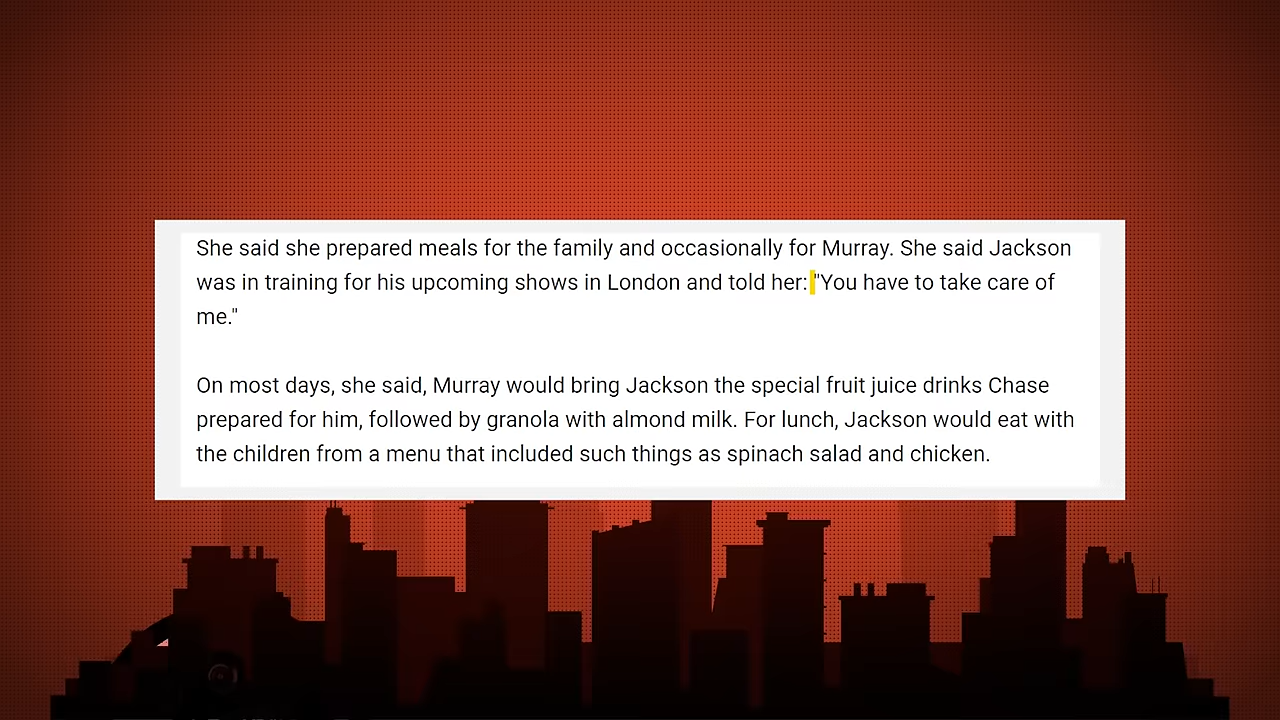 She said she prepared meals for the family and occasionally for Murray. She said Jackson
was in training for his upcoming shows in London and told her: "You have to take care of
me."
On most days, she said, Murray would bring Jackson the special fruit juice drinks Chase
prepared for him, followed by granola with almond milk. For lunch, Jackson would eat with
the children from a menu that included such things as spinach salad and chicken.